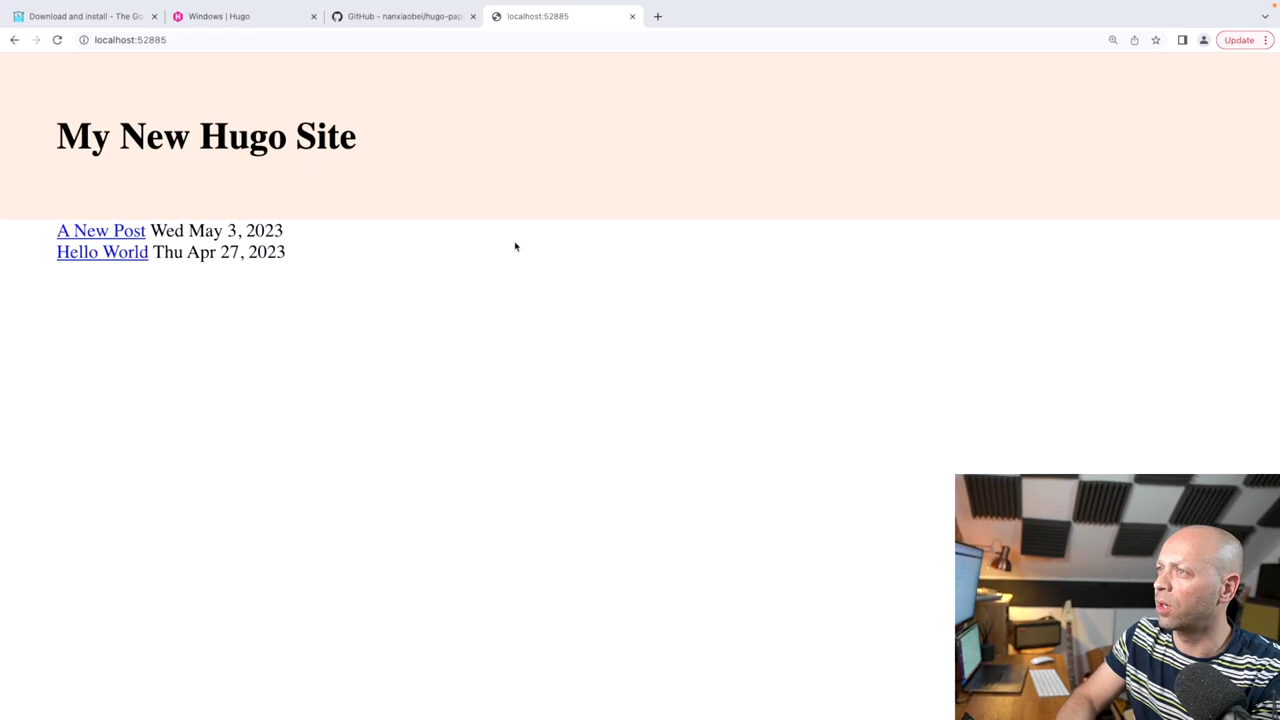 Download and install - The Go
Windows | Hugo
GitHub - nanxiaobei/hugo-pap
localhost:52885
localhost:52885
Update
My New Hugo Site
A New Post Wed May 3, 2023
Hello World Thu Apr 27, 2023